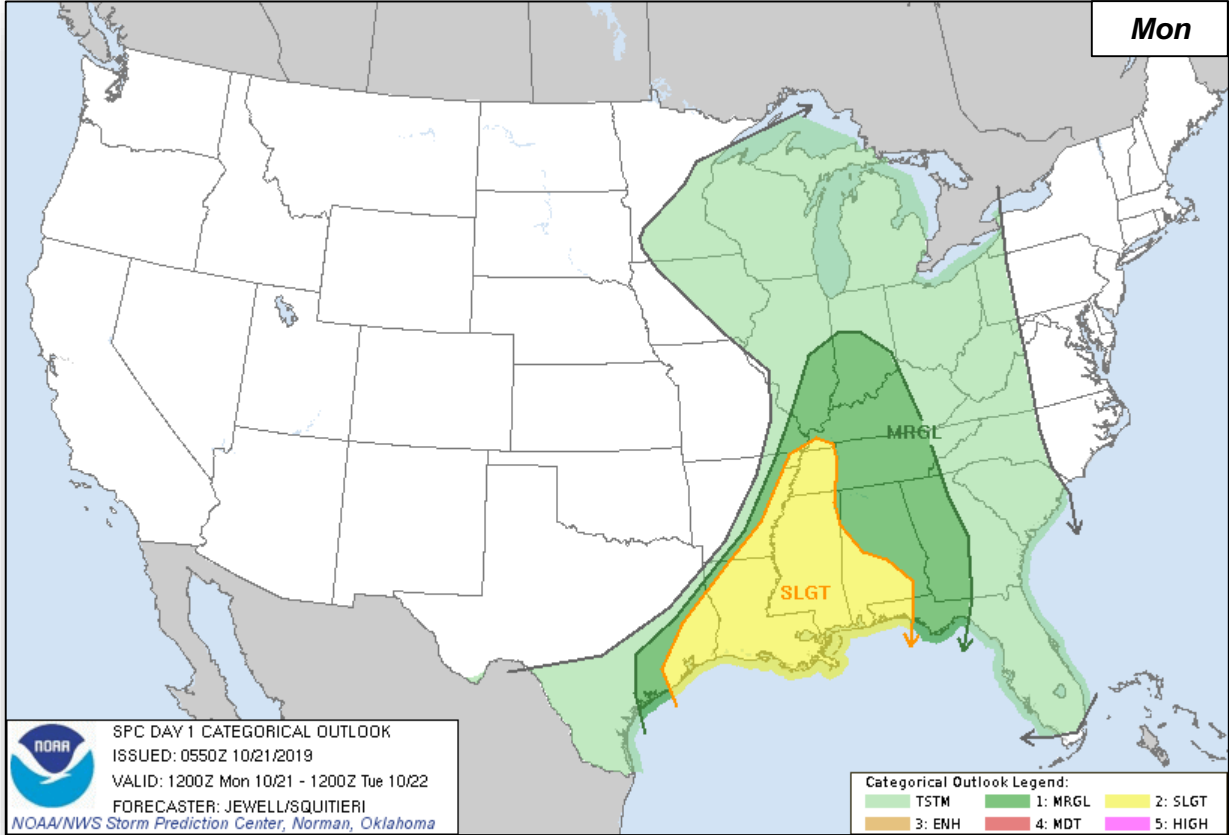 Mon
MRGL
SLGT
NOAA
SPC DAY 1 CATEGORICAL OUTLOOK
ISSUED: 0550Z 10/21/2019
VALID: 1200Z Mon 10/21 - 1200Z Tue 10/22
FORECASTER: JEWELL/SQUITIERI
NOAA/NWS Storm Prediction Center, Norman, Oklahoma
Categorical Outlook Legend:
TSTM 1: MRGL 2: SLGT
3: ENH 4: MDT 5: HIGH